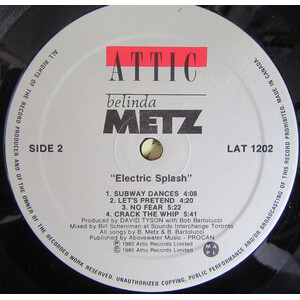 ATTIC
belinda
METZ
SIDE 2
LAT 1202
"Electric Splash"
1. SUBWAY DANCES 4:08
2. LET'S PRETEND 4:20
3. NO FEAR 5:22
4. CRACK THE WHIP 5:41
Produced by DAVID TYSON with Bob Bartolucci
Mixed by Bill Scheniman at Sounds Interchange Toronto
All songs by B. Metz & B. Bartolucci
Published by Abovewater Music - PROCAN
℗ 1985 Attic Records Limited
© 1985 Attic Records Limited
ALL RIGHTS OF THE RECORD PRODUCER AND OF THE OWNER OF THE RECORDED WORK RESERVED. UNAUTHORIZED COPYING, PUBLIC PERFORMANCE AND/OR BROADCASTING OF THIS RECORD PROHIBITED. MADE IN CANADA.